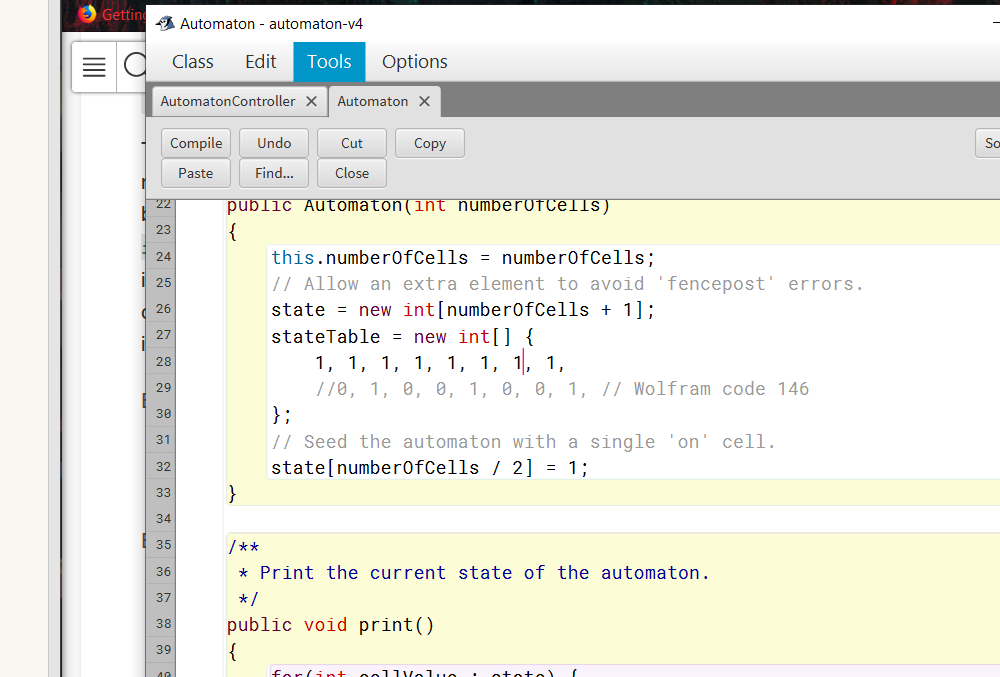 Getting
Automaton - automaton-v4
Class Edit Tools Options
AutomatonController Automaton
Compile Undo Cut Copy
Paste Find... Close
22 public Automaton(int numberOfCells)
23 {
24 this.numberOfCells = numberOfCells;
25 // Allow an extra element to avoid 'fencepost' errors.
26 state = new int[numberOfCells + 1];
27 stateTable = new int[] {
28 1, 1, 1, 1, 1, 1, 1, 1,
29 //0, 1, 0, 0, 1, 0, 0, 1, // Wolfram code 146
30 };
31 // Seed the automaton with a single 'on' cell.
32 state[numberOfCells / 2] = 1;
33 }
34
35 /**
36 * Print the current state of the automaton.
37 */
38 public void print()
39 {
40 for(int cellValue : state) {